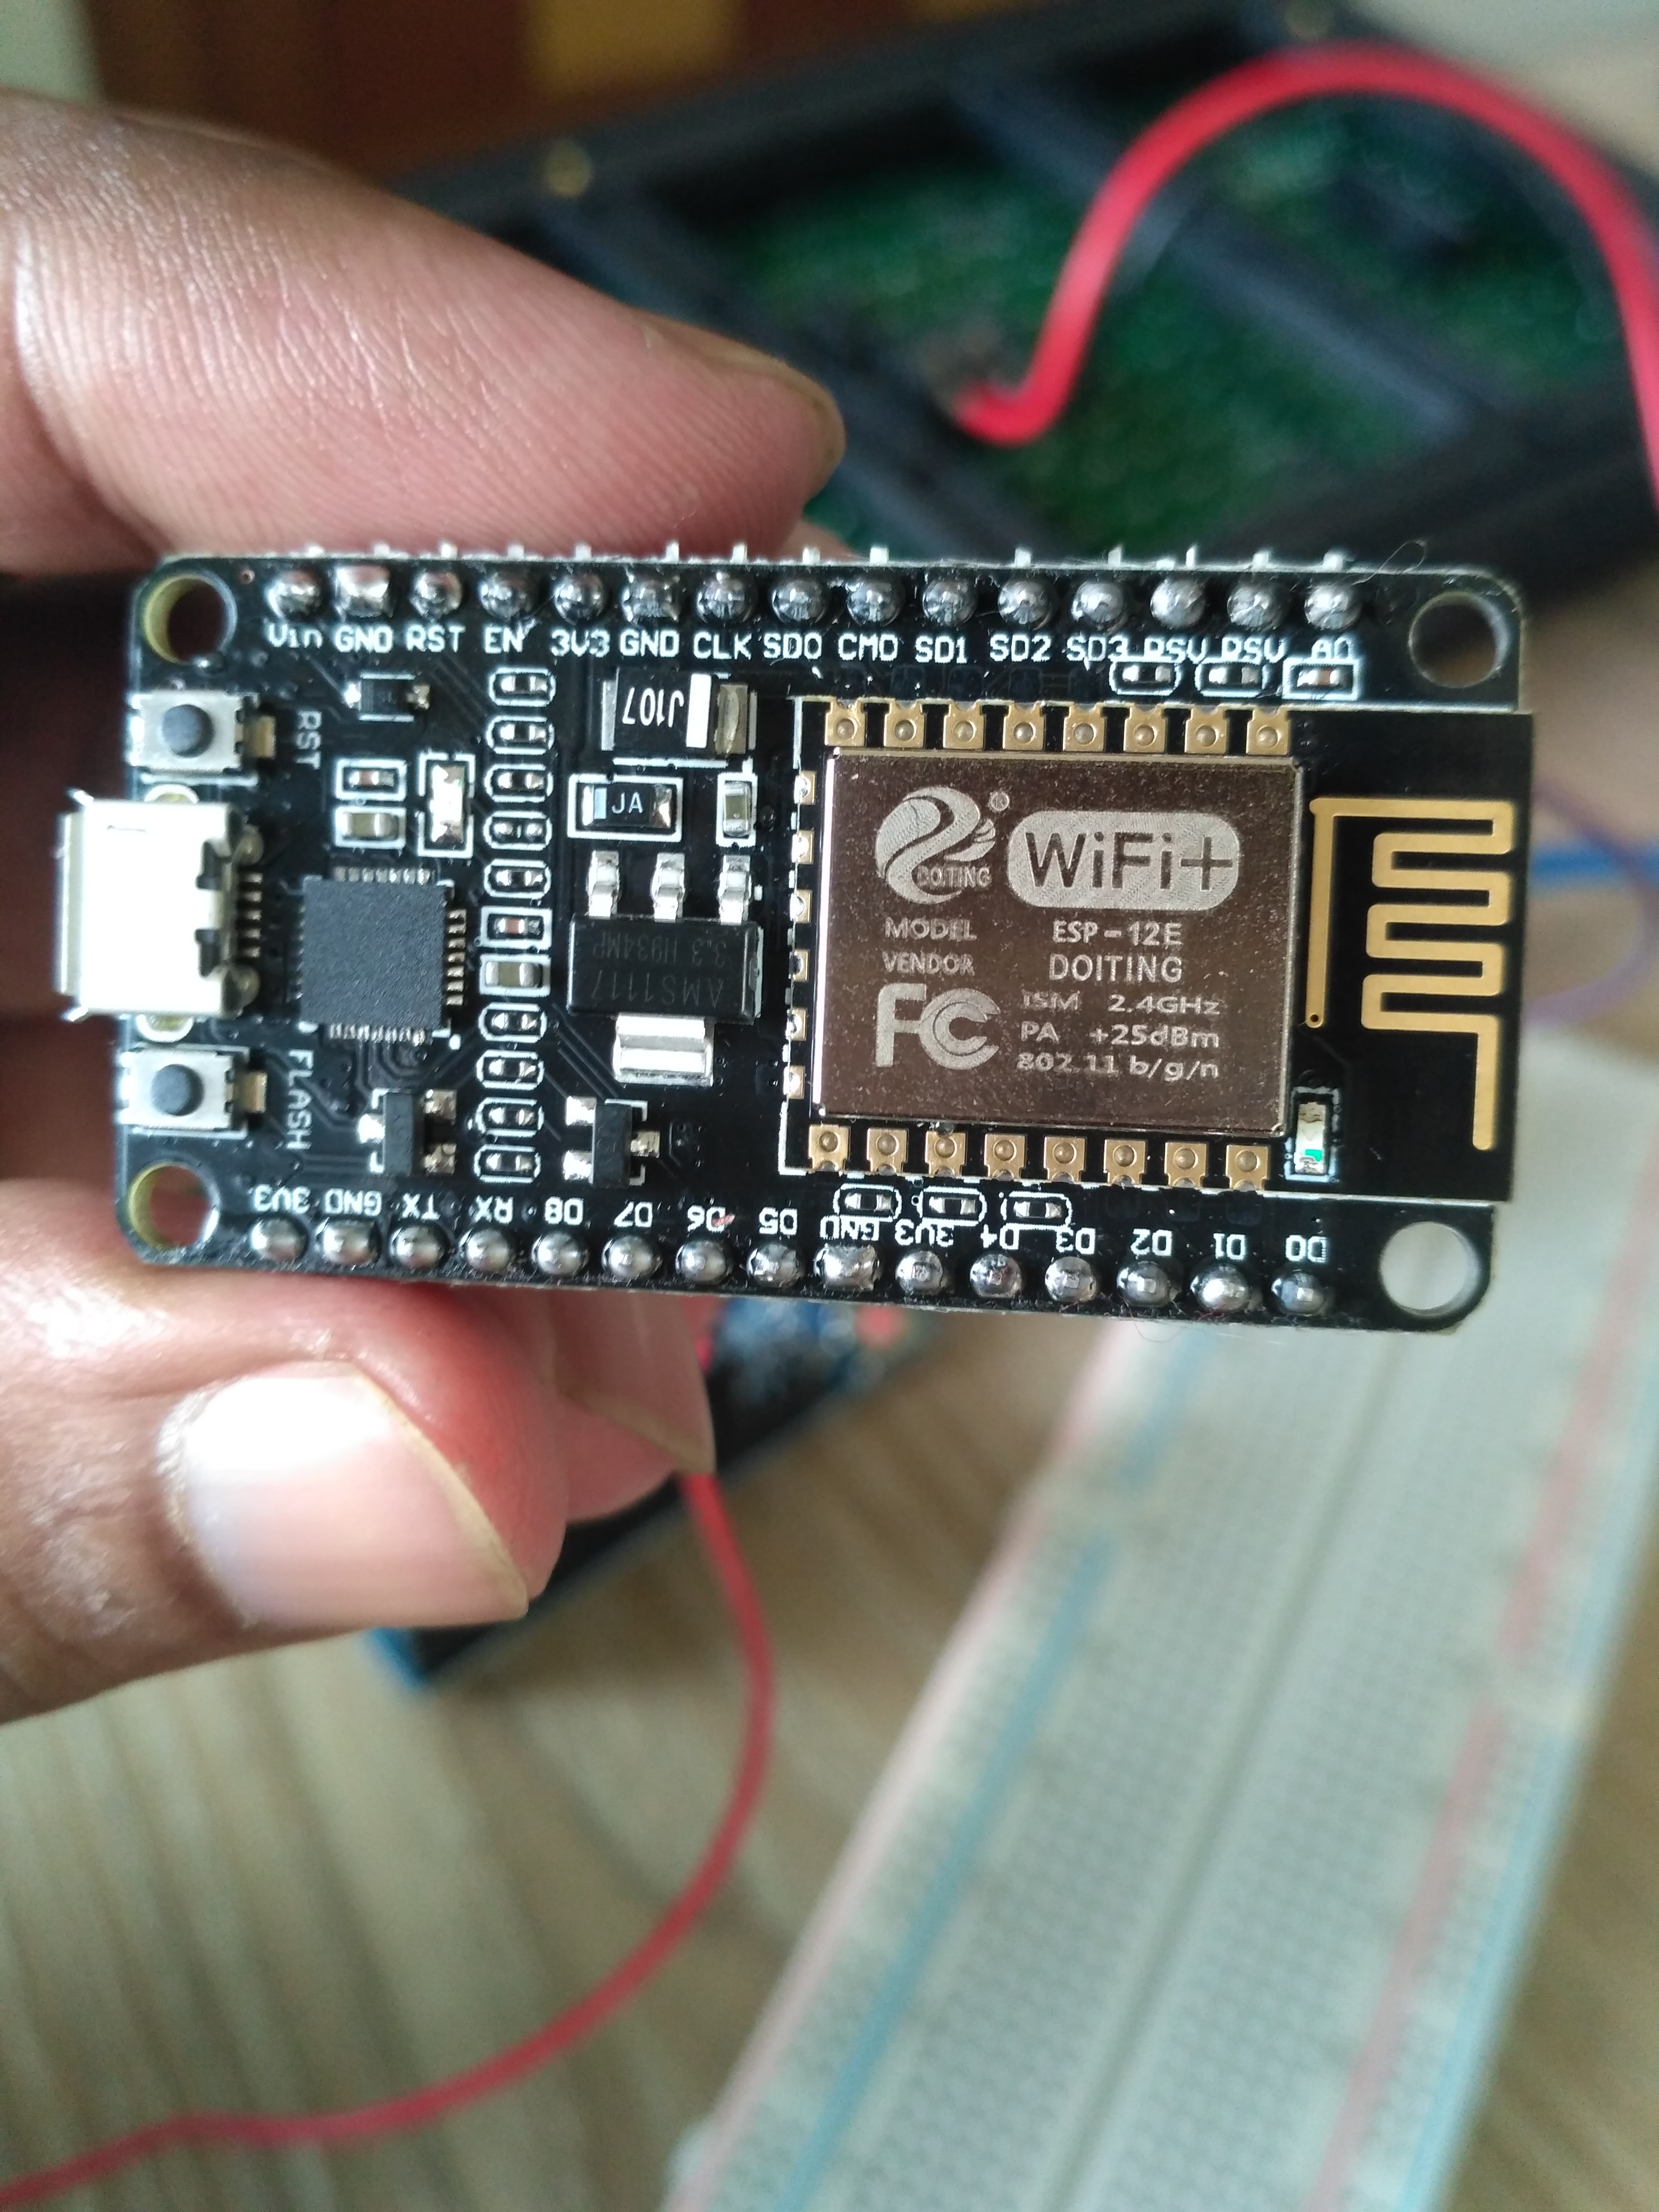 Vin GND RST EN 3V3 GND CLK SD0 CMD SD1 SD2 SD3 RSV RSV A0
RST
J107
JA
AMS1117
3.3 H934MP
FLASH
DOITING
®
WiFi+
MODEL ESP-12E
VENDOR DOITING
FC ISM 2.4GHz
PA +25dBm
802.11 b/g/n
3V3 GND TX RX D8 D7 D6 D5 GND 3V3 D4 D3 D2 D1 D0